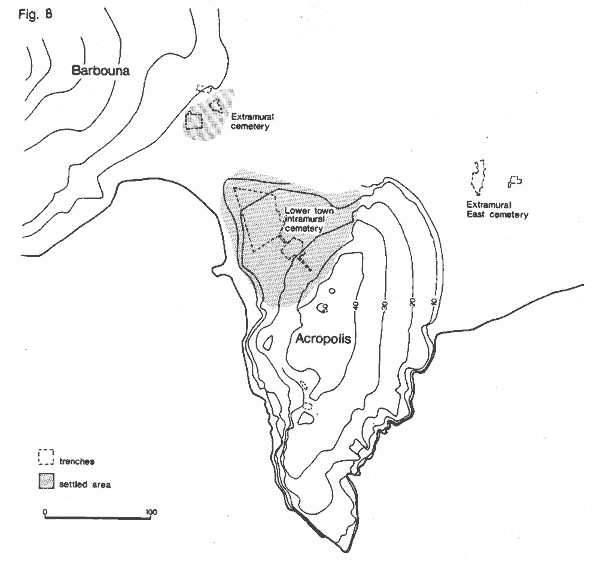 Fig. 8
Barbouna
Extramural
cemetery
Extramural
East cemetery
Lower town
intramural
cemetery
50
40
30
20
10
Acropolis
trenches
settled area
0
100